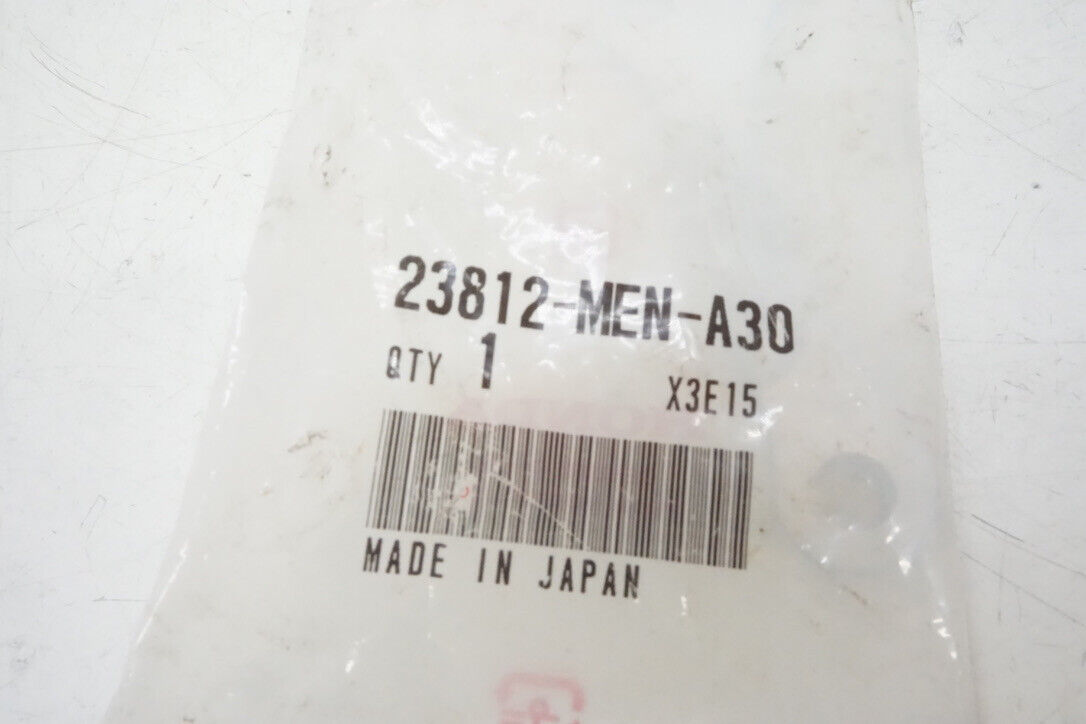 23812-MEN-A30
QTY 1 X3E15
MADE IN JAPAN